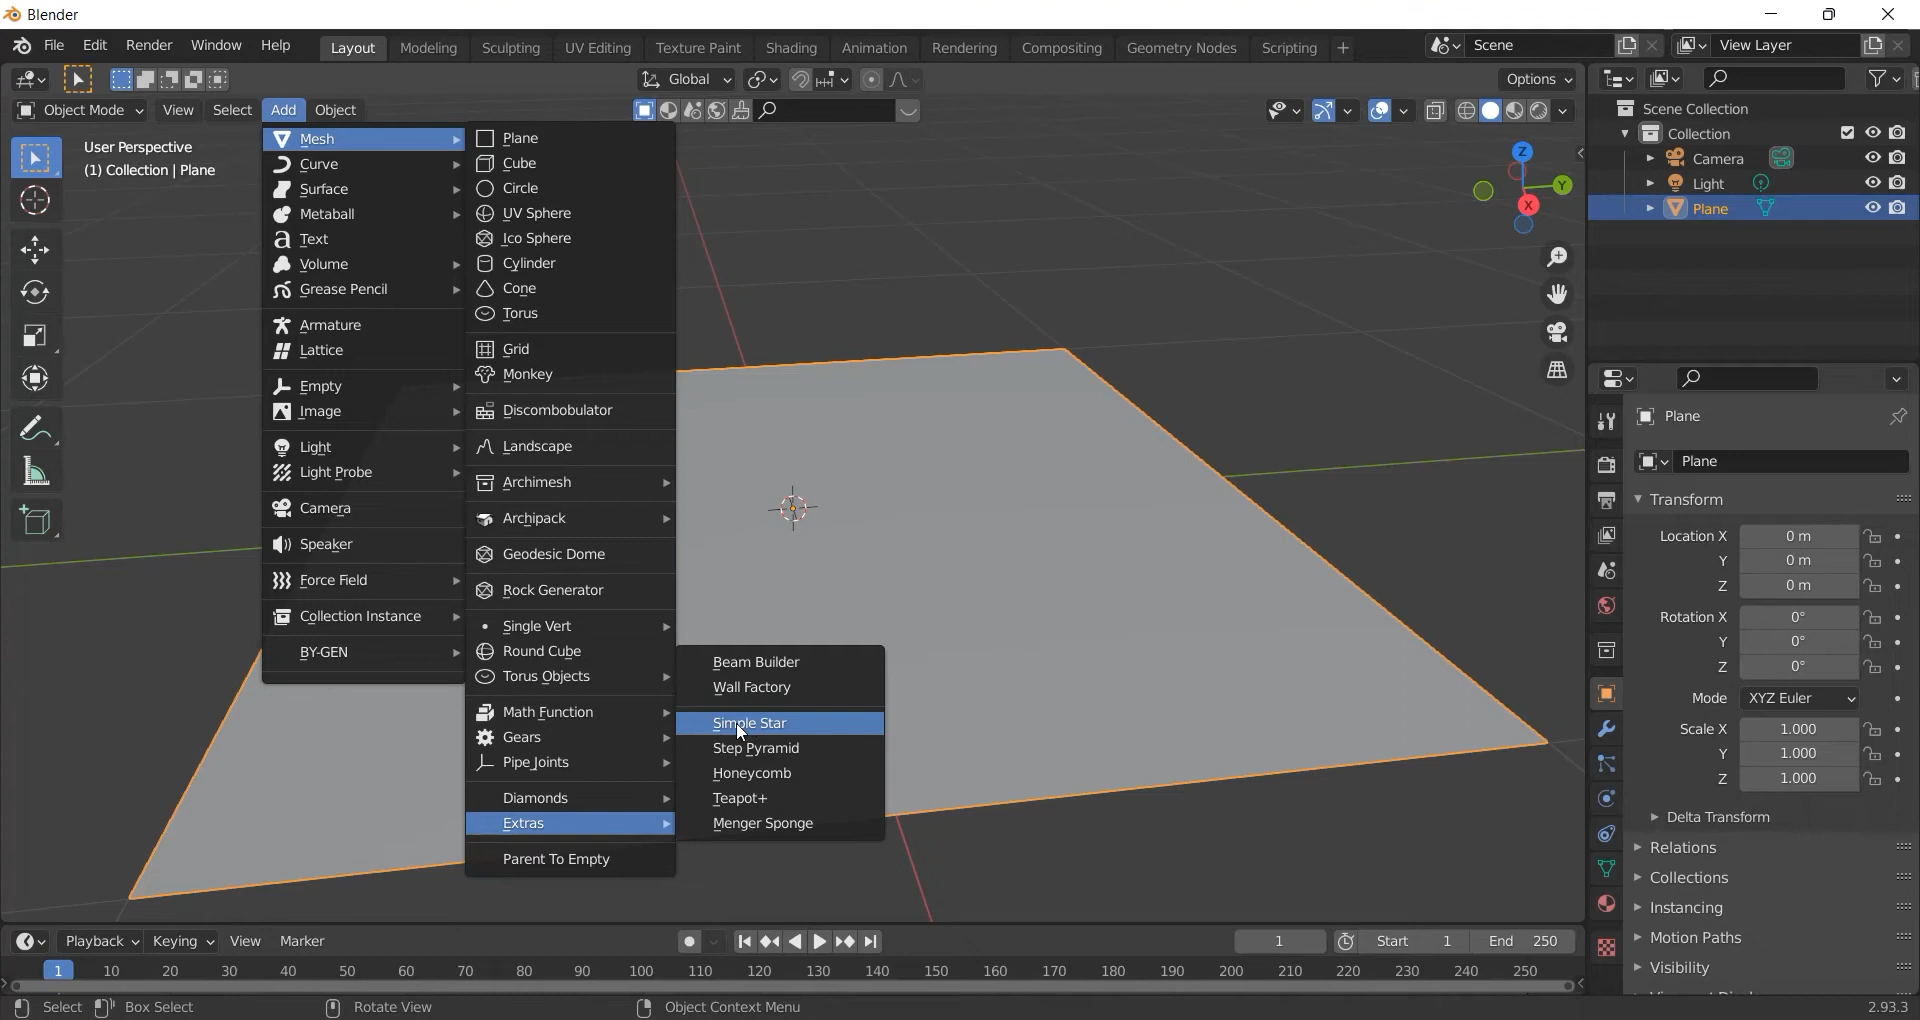 Blender
File Edit Render Window Help Layout Modeling Sculpting UV Editing Texture Paint Shading Animation Rendering Compositing Geometry Nodes Scripting + Scene View Layer
Global Options
Object Mode View Select Add Object
User Perspective
(1) Collection | Plane
Mesh
Curve
Surface
Metaball
Text
Volume
Grease Pencil
Armature
Lattice
Empty
Image
Light
Light Probe
Camera
Speaker
Force Field
Collection Instance
BY-GEN
Plane
Cube
Circle
UV Sphere
Ico Sphere
Cylinder
Cone
Torus
Grid
Monkey
Discombobulator
Landscape
Archimesh
Archipack
Geodesic Dome
Rock Generator
Single Vert
Round Cube
Torus Objects
Math Function
Gears
Pipe Joints
Diamonds
Extras
Parent To Empty
Beam Builder
Wall Factory
Simple Star
Step Pyramid
Honeycomb
Teapot+
Menger Sponge
Z
Y
X
Scene Collection
Collection
Camera
Light
Plane
Plane
Plane
Transform
Location X 0 m
Y 0 m
Z 0 m
Rotation X 0°
Y 0°
Z 0°
Mode XYZ Euler
Scale X 1.000
Y 1.000
Z 1.000
Delta Transform
Relations
Collections
Instancing
Motion Paths
Visibility
Playback Keying View Marker 1 Start 1 End 250
1 10 20 30 40 50 60 70 80 90 100 110 120 130 140 150 160 170 180 190 200 210 220 230 240 250
Select Box Select Rotate View Object Context Menu 2.93.3